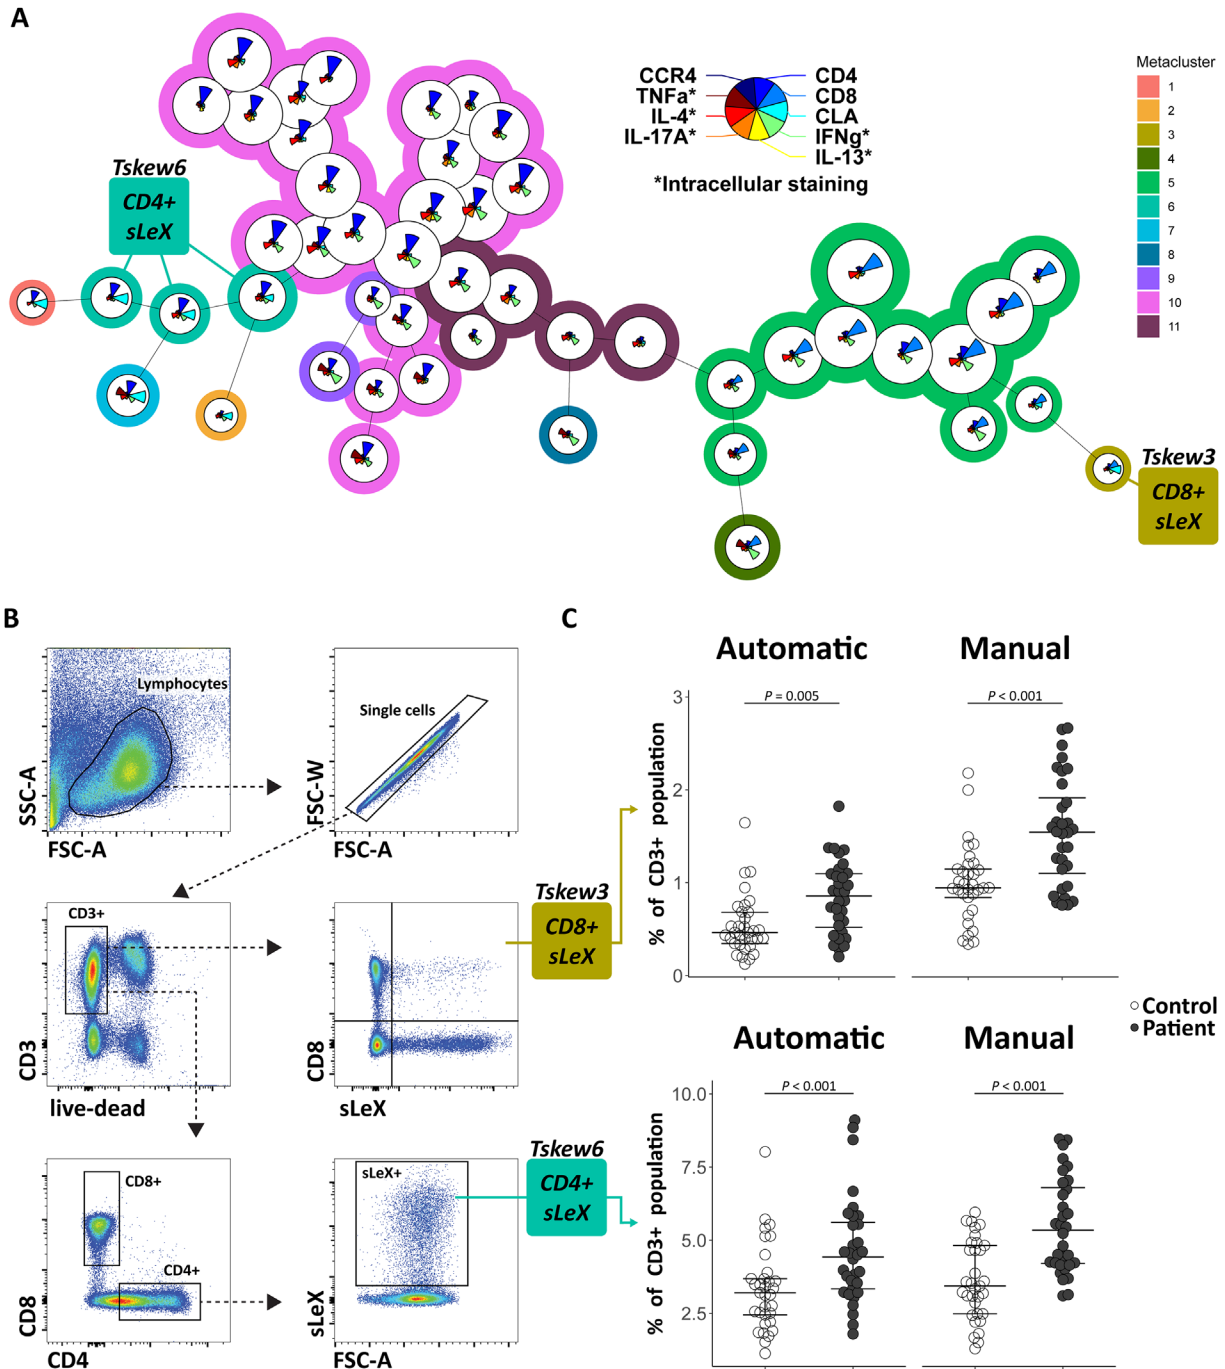 A
CCR4
TNFa*
IL-4*
IL-17A*
CD4
CD8
CLA
IFNg*
IL-13*
*Intracellular staining
Metacluster
1
2
3
4
5
6
7
8
9
10
11
Tskew6
CD4+
sLeX
Tskew3
CD8+
sLeX
B
Lymphocytes
SSC-A
FSC-A
Single cells
FSC-W
FSC-A
CD3+
CD3
live-dead
CD8
sLeX
Tskew3
CD8+
sLeX
CD8+
CD4+
CD8
CD4
sLeX+
sLeX
FSC-A
Tskew6
CD4+
sLeX
C
Automatic
Manual
P = 0.005
P < 0.001
% of CD3+ population
3
2
1
0
Control
Patient
Automatic
Manual
P < 0.001
P < 0.001
% of CD3+ population
10.0
7.5
5.0
2.5